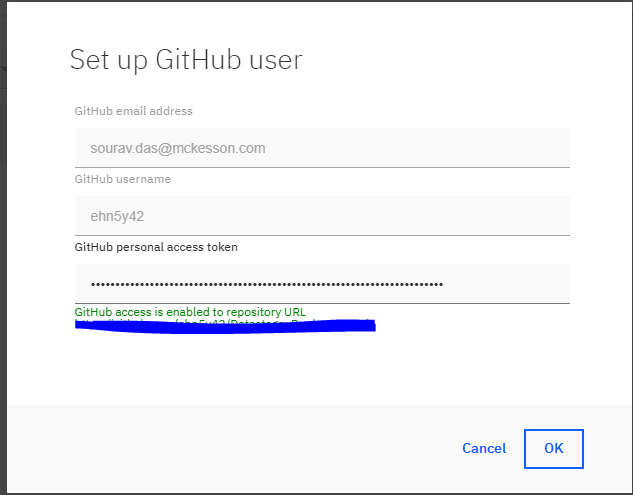 Set up GitHub user
GitHub email address
sourav.das@mckesson.com
GitHub username
ehn5y42
GitHub personal access token
GitHub access is enabled to repository URL
Cancel
OK